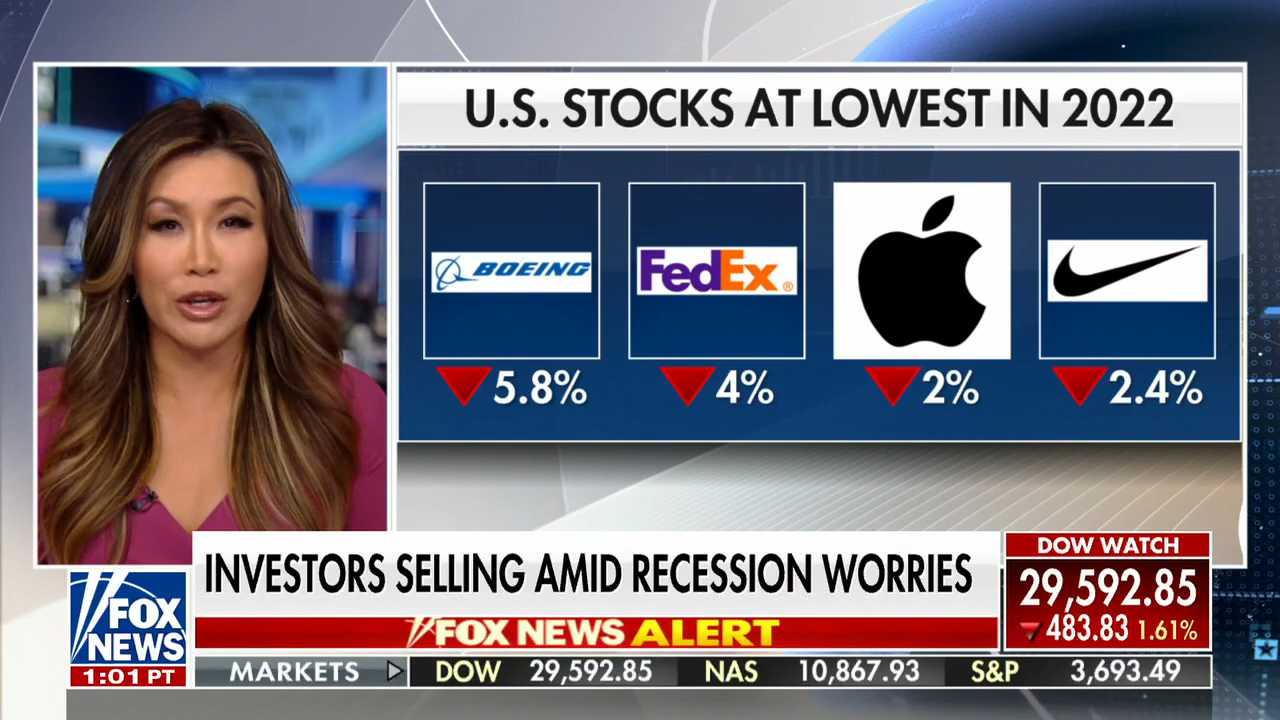 U.S. STOCKS AT LOWEST IN 2022
BOEING
FedEx®
5.8%
4%
2%
2.4%
INVESTORS SELLING AMID RECESSION WORRIES
FOX NEWS ALERT
DOW WATCH
29,592.85
483.83 1.61%
FOX
NEWS
1:01 PT
MARKETS DOW 29,592.85 NAS 10,867.93 S&P 3,693.49